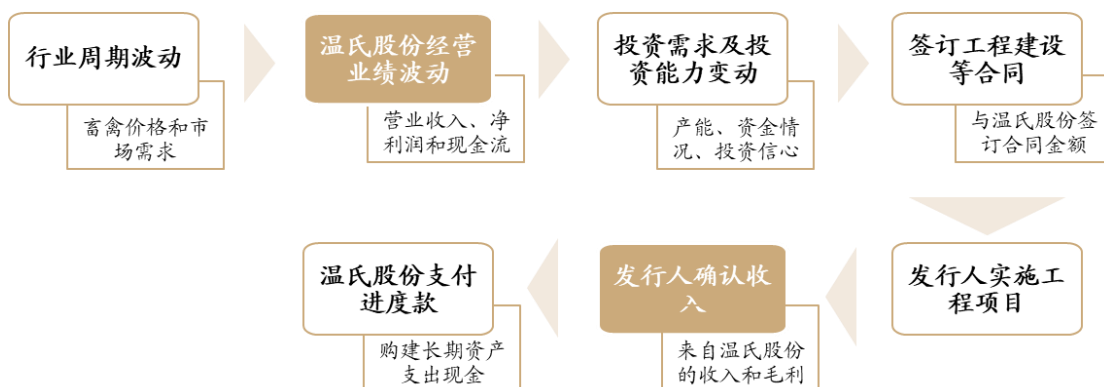 行业周期波动
畜禽价格和市
场需求
温氏股份经营
业绩波动
营业收入、净
利润和现金流
投资需求及投
资能力变动
产能、资金情
况、投资信心
签订工程建设
等合同
与温氏股份签
订合同金额
发行人实施工
程项目
发行人确认收
入
来自温氏股份
的收入和毛利
温氏股份支付
进度款
购建长期资产
支出现金